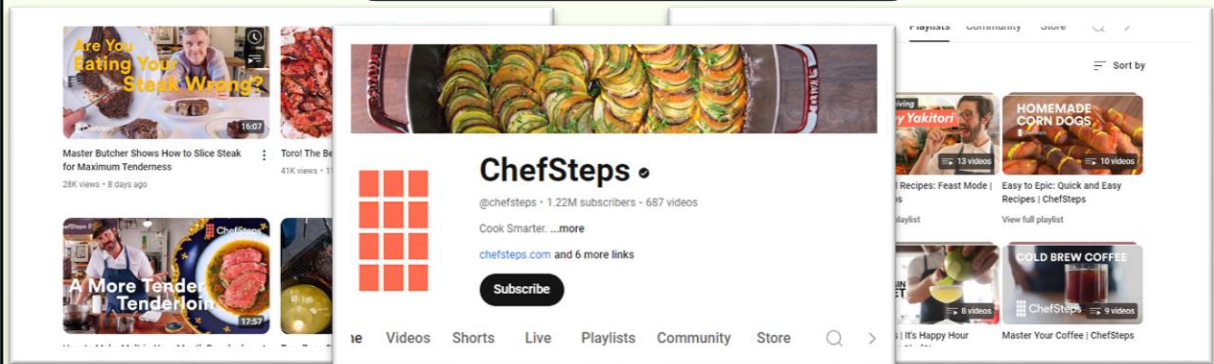 Are You
Eating Your
Steak Wrong?
16:07
Master Butcher Shows How to Slice Steak
for Maximum Tenderness
28K views • 8 days ago
Toro! The Be
41K views • 1
ChefSteps
A More Tender
Tenderloin
17:57
ChefSteps
@chefsteps • 1.22M subscribers • 687 videos
Cook Smarter. ...more
chefsteps.com and 6 more links
Subscribe
Videos Shorts Live Playlists Community Store
Playlists Community Store
Sort by
y Yakitori
13 videos
Recipes: Feast Mode |
playlist
HOMEMADE
CORN DOGS
10 videos
Easy to Epic: Quick and Easy
Recipes | ChefSteps
View full playlist
8 videos
| It's Happy Hour
COLD BREW COFFEE
ChefSteps
9 videos
Master Your Coffee | ChefSteps